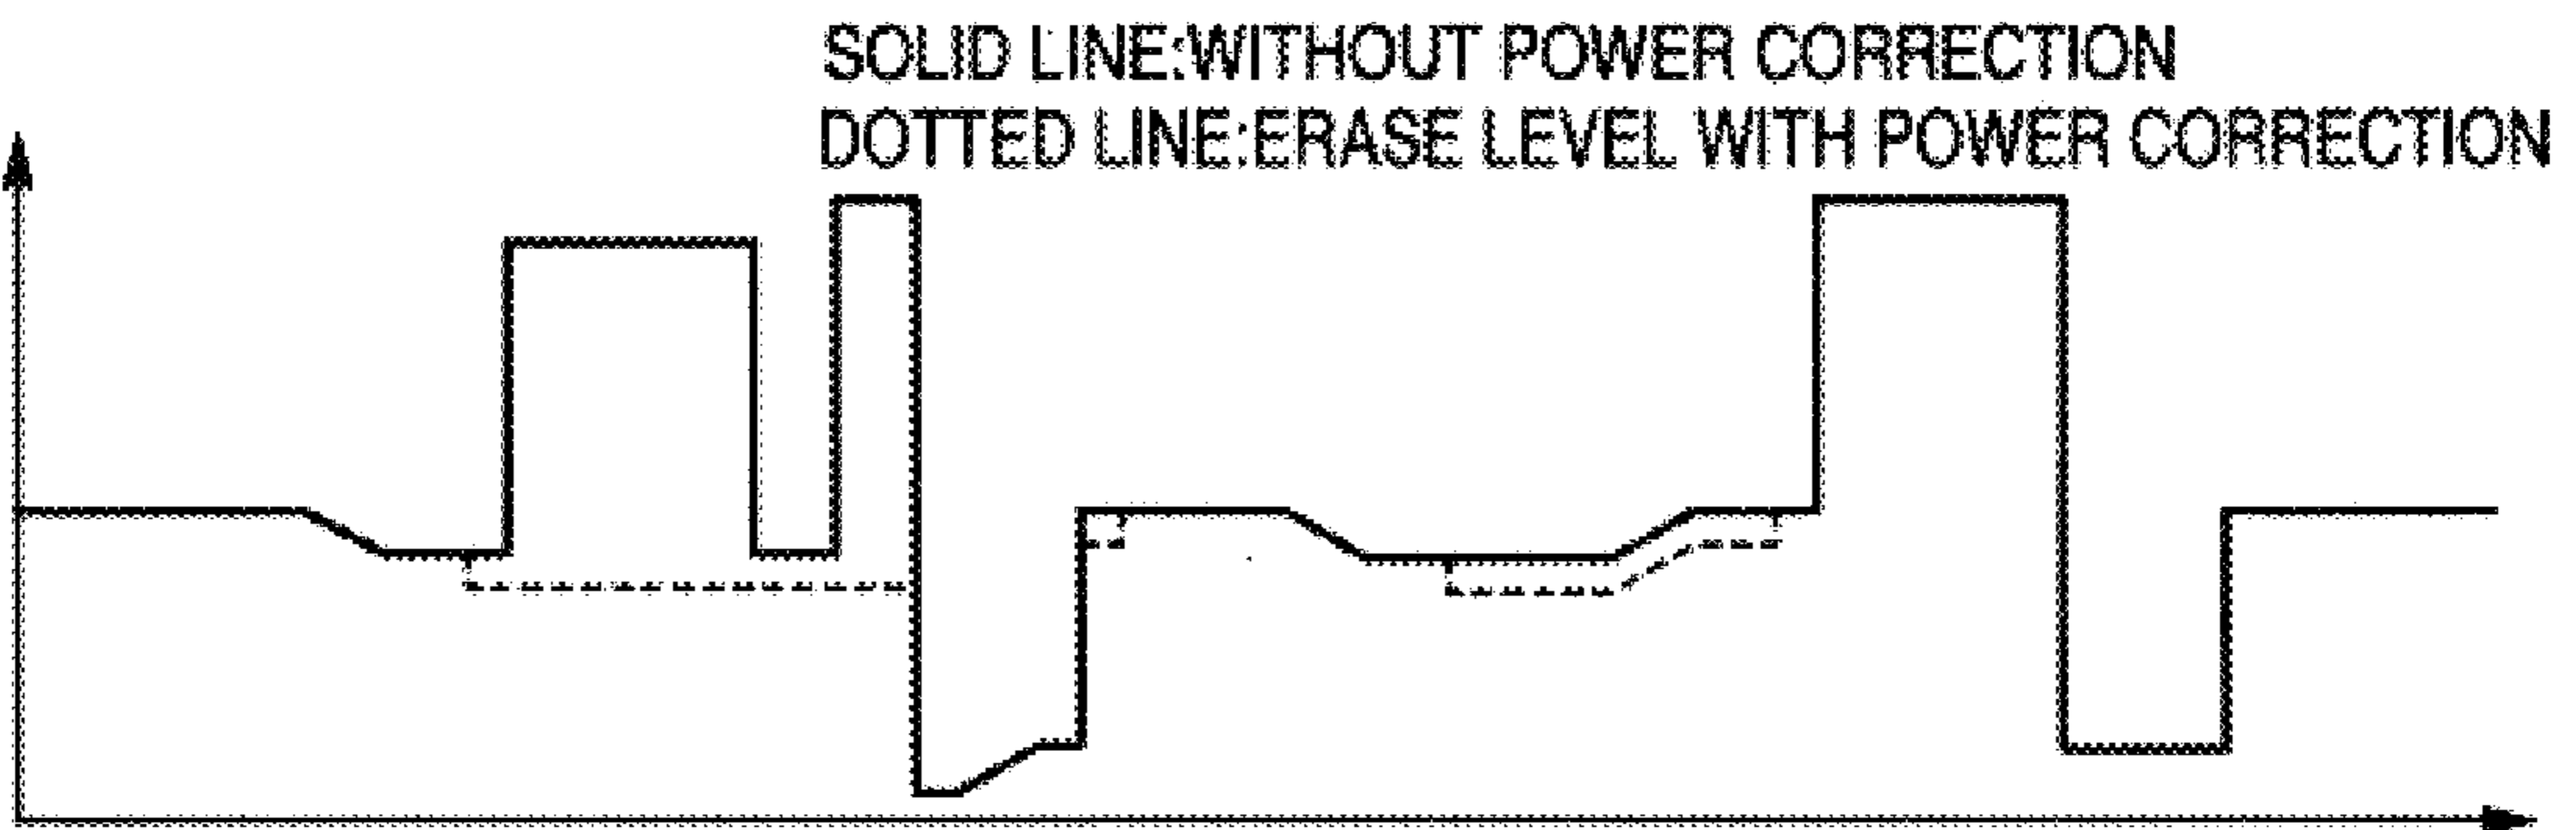 SOLID LINE:WITHOUT POWER CORRECTION
DOTTED LINE:ERASE LEVEL WITH POWER CORRECTION